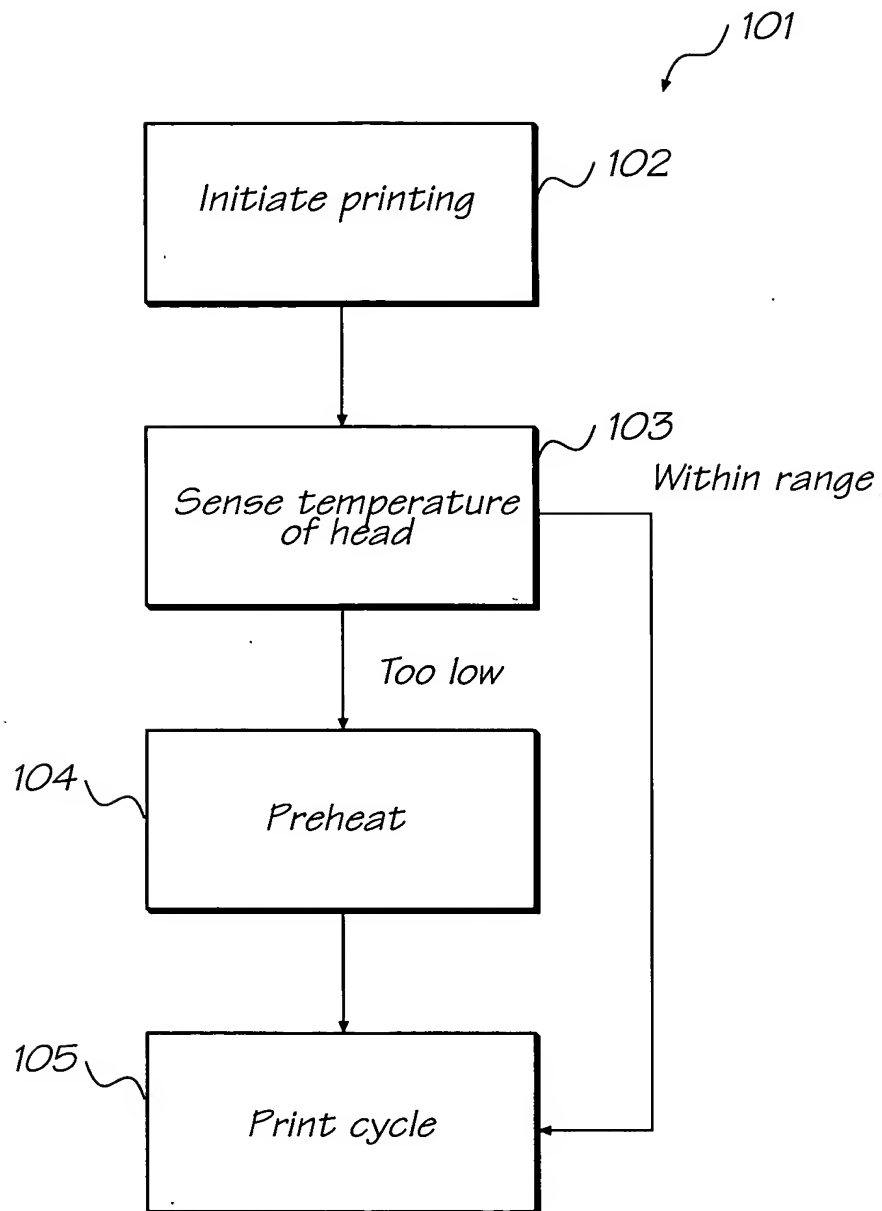 101
Initiate printing
102
103
Within range
Sense temperature
of head
Too low
104
Preheat
105
Print cycle